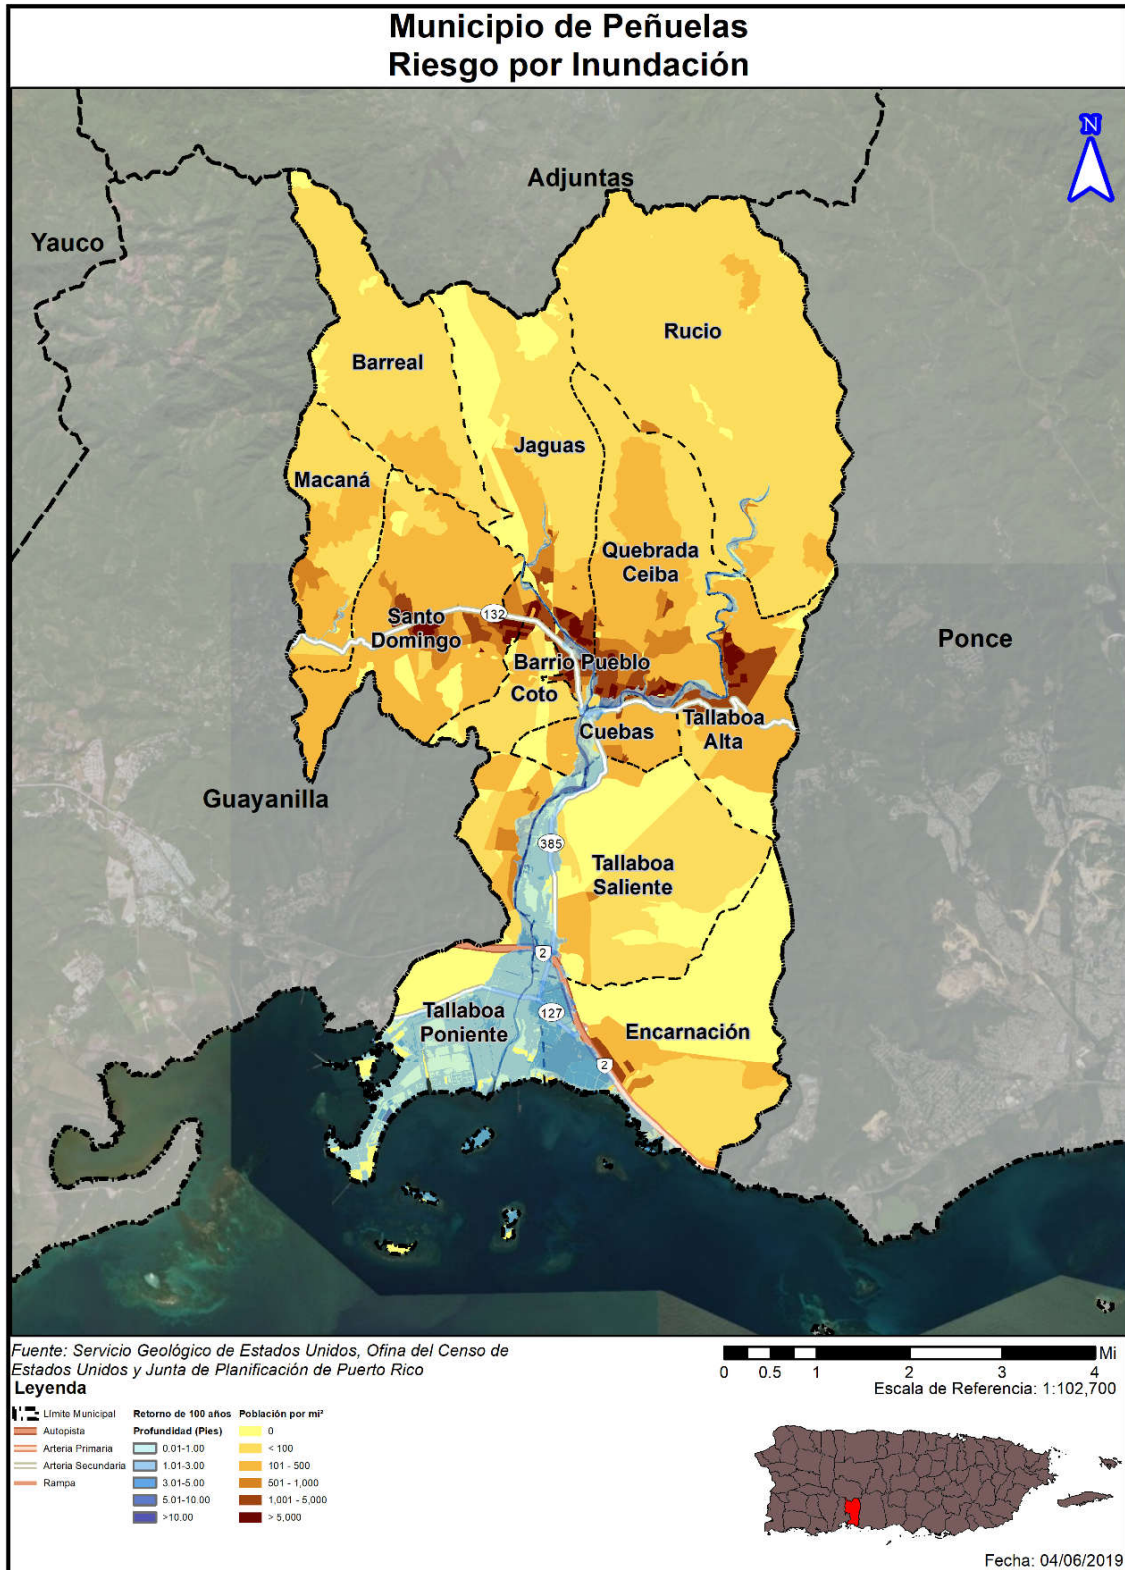 Municipio de Peñuelas
Riesgo por Inundación
N
Adjuntas
Yauco
Rucio
Barreal
Jaguas
Macaná
Quebrada
Ceiba
Santo
Domingo
132
Ponce
Barrio Pueblo
Coto
Tallaboa
Alta
Cuebas
Guayanilla
385
Tallaboa
Saliente
2
Tallaboa
Poniente
127
Encarnación
2
Fuente: Servicio Geológico de Estados Unidos, Ofina del Censo de
Estados Unidos y Junta de Planificación de Puerto Rico
Leyenda
Límite Municipal
Autopista
Arteria Primaria
Arteria Secundaria
Rampa
Retorno de 100 años
Profundidad (Pies)
0.01-1.00
1.01-3.00
3.01-5.00
5.01-10.00
>10.00
Población por mi²
0
< 100
101 - 500
501 - 1,000
1,001 - 5,000
> 5,000
Mi
0 0.5 1 2 3 4
Escala de Referencia: 1:102,700
Fecha: 04/06/2019